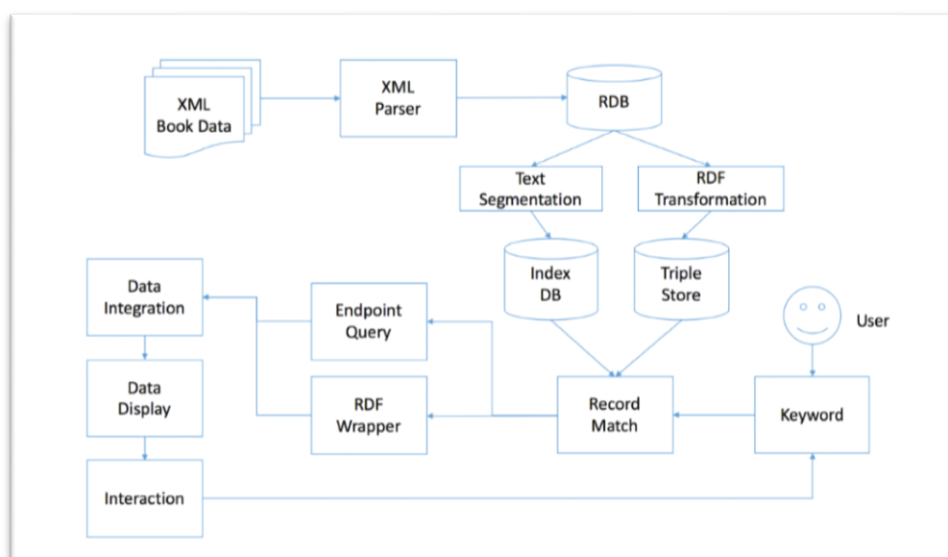 XML
Book Data
XML
Parser
RDB
Text
Segmentation
RDF
Transformation
Index
DB
Triple
Store
Data
Integration
Endpoint
Query
User
Data
Display
RDF
Wrapper
Record
Match
Keyword
Interaction